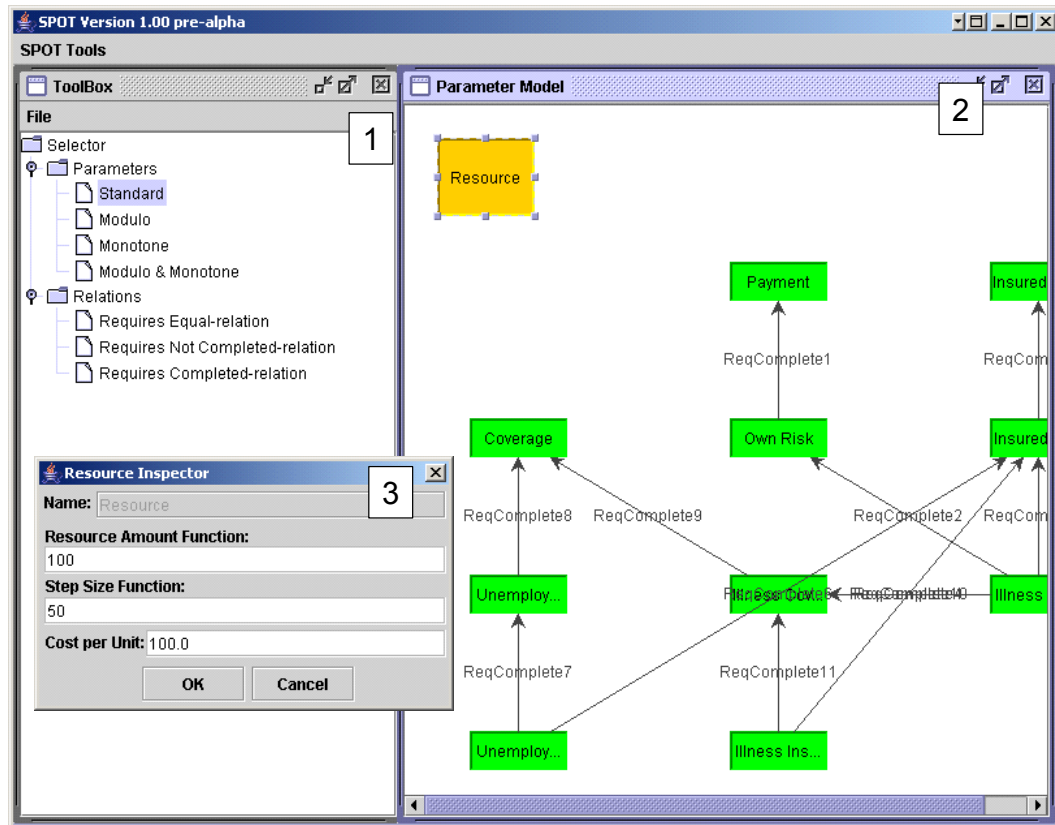 SPOT Version 1.00 pre-alpha
SPOT Tools
ToolBox
File
1
Selector
Parameters
Standard
Modulo
Monotone
Modulo & Monotone
Relations
Requires Equal-relation
Requires Not Completed-relation
Requires Completed-relation
Resource Inspector
3
Name: Resource
Resource Amount Function:
100
Step Size Function:
50
Cost per Unit: 100.0
OK Cancel
Parameter Model
2
Resource
Payment Insured
ReqComplete1 ReqCom
Coverage Own Risk Insured
ReqComplete8 ReqComplete9 ReqComplete2 ReqCom
Unemploy... Illness
ReqComplete7 ReqComplete11
Unemploy... Illness Ins...